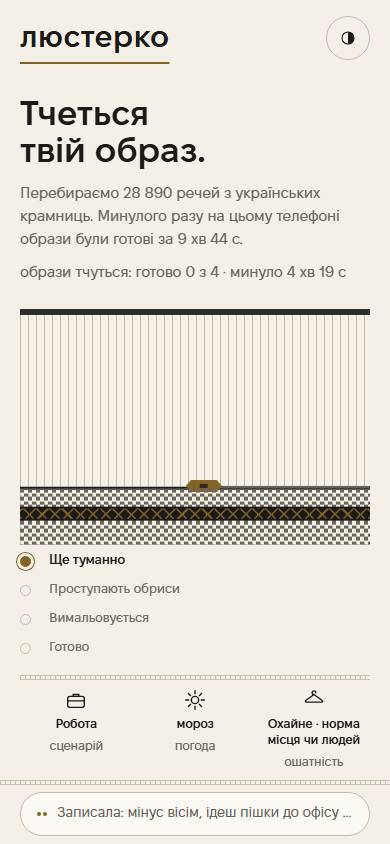 люстерко
Тчеться
твій образ.
Перебираємо 28 890 речей з українських
крамниць. Минулого разу на цьому телефоні
образи були готові за 9 хв 44 с.
образи тчуться: готово 0 з 4 · минуло 4 хв 19 с
Ще туманно
Проступають обриси
Вимальовується
Готово
Робота
сценарій
мороз
погода
Охайне · норма
місця чи людей
ошатність
Записала: мінус вісім, ідеш пішки до офісу ...